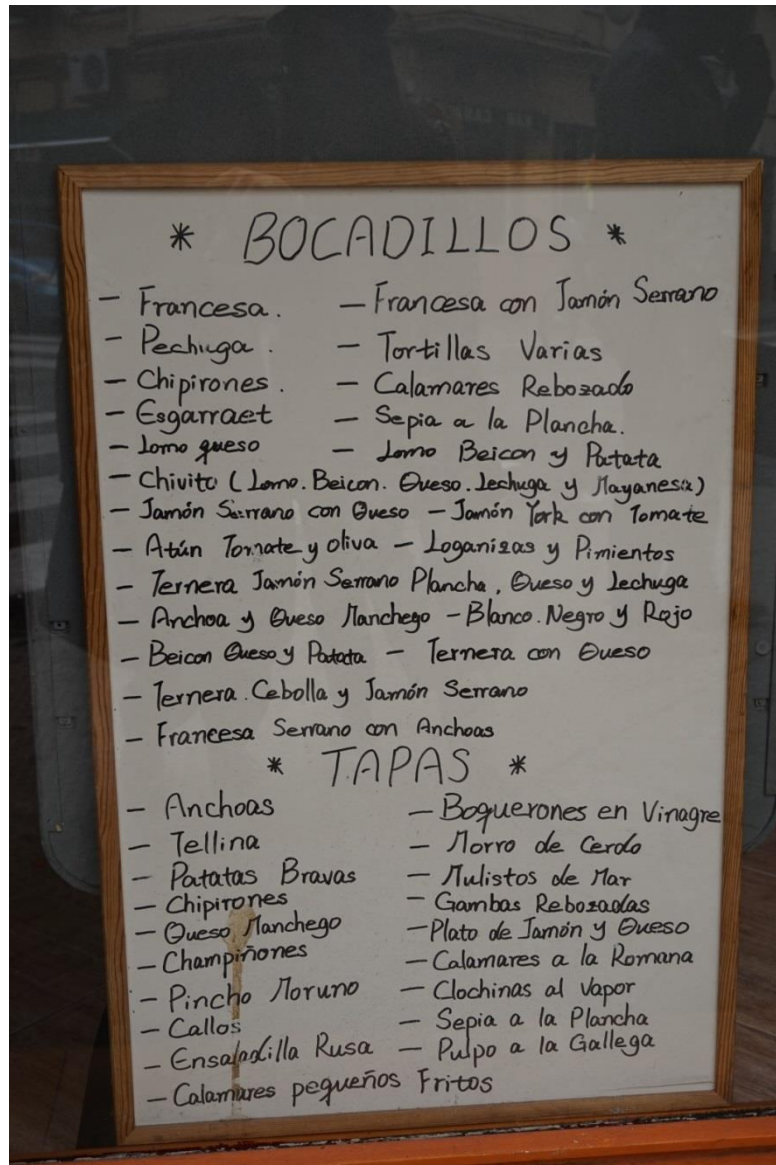 * BOCADILLOS *
- Francesa. - Francesa con Jamón Serrano
- Pechuga. - Tortillas Varias
- Chipirones. - Calamares Rebozado
- Esgarraet - Sepia a la Plancha.
- Lomo queso - Lomo Beicon y Patata
- Chivito (Lomo. Beicon. Queso. Lechuga y Mayanesa)
- Jamón Serrano con Queso - Jamón York con Tomate
- Atún Tomate y oliva - Loganizas y Pimientos
- Ternera Jamón Serrano Plancha, Queso y Lechuga
- Anchoa y Queso Manchego - Blanco. Negro y Rojo
- Beicon Queso y Patata - Ternera con Queso
- Ternera. Cebolla y Jamón Serrano
- Francesa Serrano con Anchoas
* TAPAS *
- Anchoas - Boquerones en Vinagre
- Tellina - Morro de Cerdo
- Patatas Bravas - Mulistos de Mar
- Chipirones - Gambas Rebozadas
- Queso Manchego - Plato de Jamón y Queso
- Champiñones - Calamares a la Romana
- Pincho Moruno - Clochinas al Vapor
- Callos - Sepia a la Plancha
- Ensaladilla Rusa - Pulpo a la Gallega
- Calamares pequeños Fritos